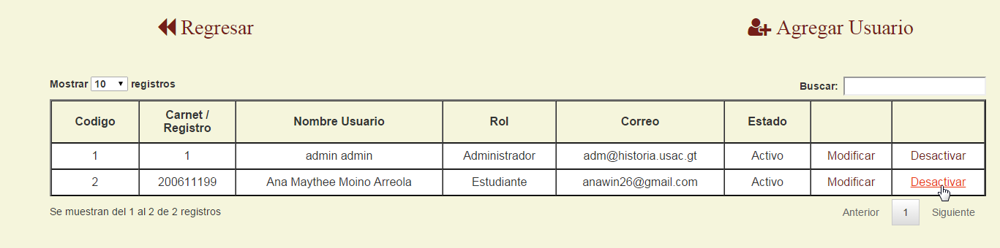 Regresar
Agregar Usuario
Mostrar 10 registros
Buscar:
Codigo Carnet / Registro Nombre Usuario Rol Correo Estado
1 1 admin admin Administrador adm@historia.usac.gt Activo Modificar Desactivar
2 200611199 Ana Maythee Moino Arreola Estudiante anawin26@gmail.com Activo Modificar Desactivar
Se muestran del 1 al 2 de 2 registros
Anterior 1 Siguiente